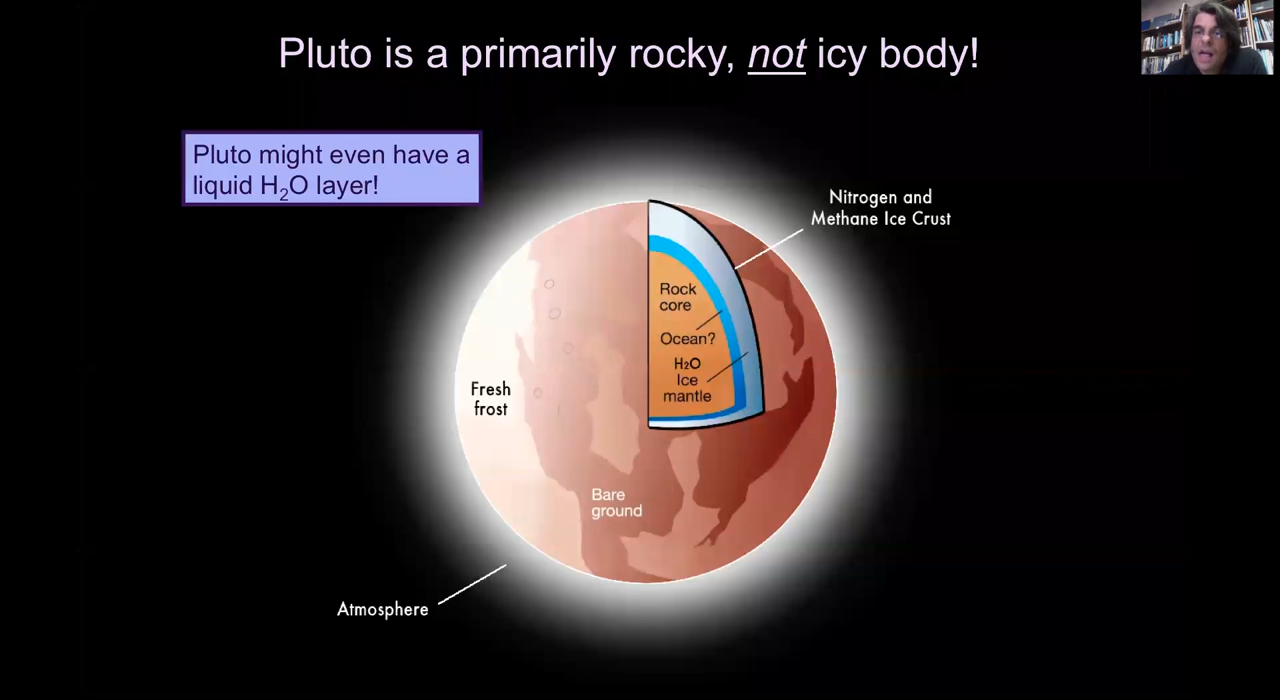 Pluto is a primarily rocky, not icy body!
Pluto might even have a
liquid H₂O layer!
Nitrogen and
Methane Ice Crust
Rock
core
Ocean?
H₂O
Ice
mantle
Fresh
frost
Bare
ground
Atmosphere